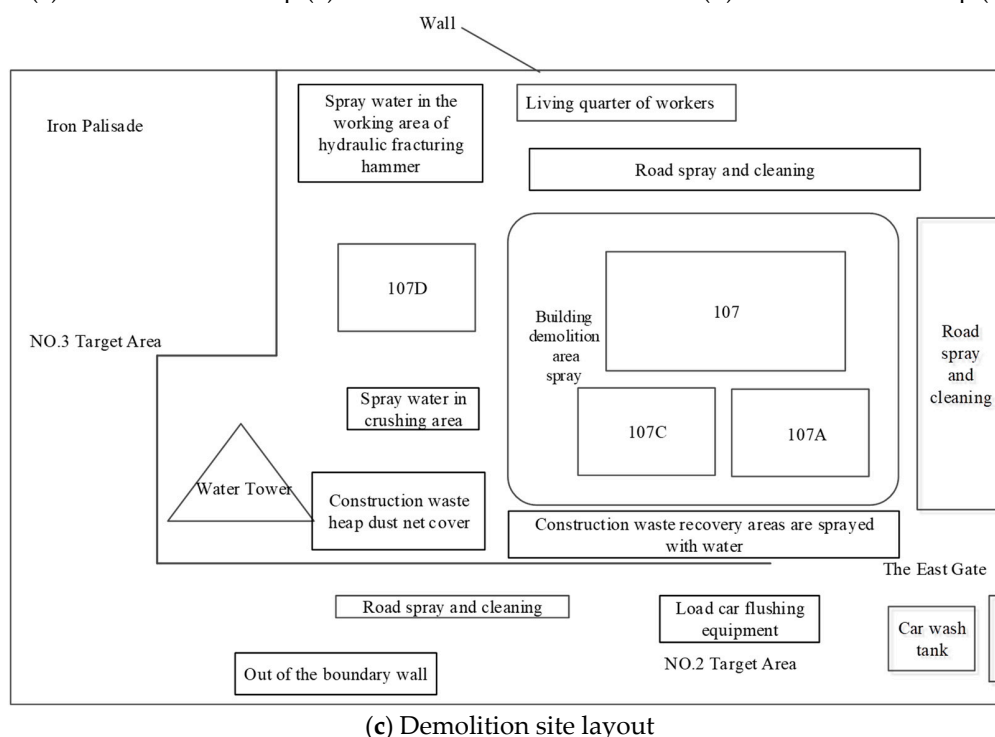 Wall
Iron Palisade
Spray water in the
working area of
hydraulic fracturing
hammer
Living quarter of workers
Road spray and cleaning
107D
107
Building
demolition
area
spray
Road
spray
and
cleaning
NO.3 Target Area
Spray water in
crushing area
107C
107A
Water Tower
Construction waste
heap dust net cover
Construction waste recovery areas are sprayed
with water
The East Gate
Road spray and cleaning
Load car flushing
equipment
Car wash
tank
NO.2 Target Area
Out of the boundary wall
(c) Demolition site layout